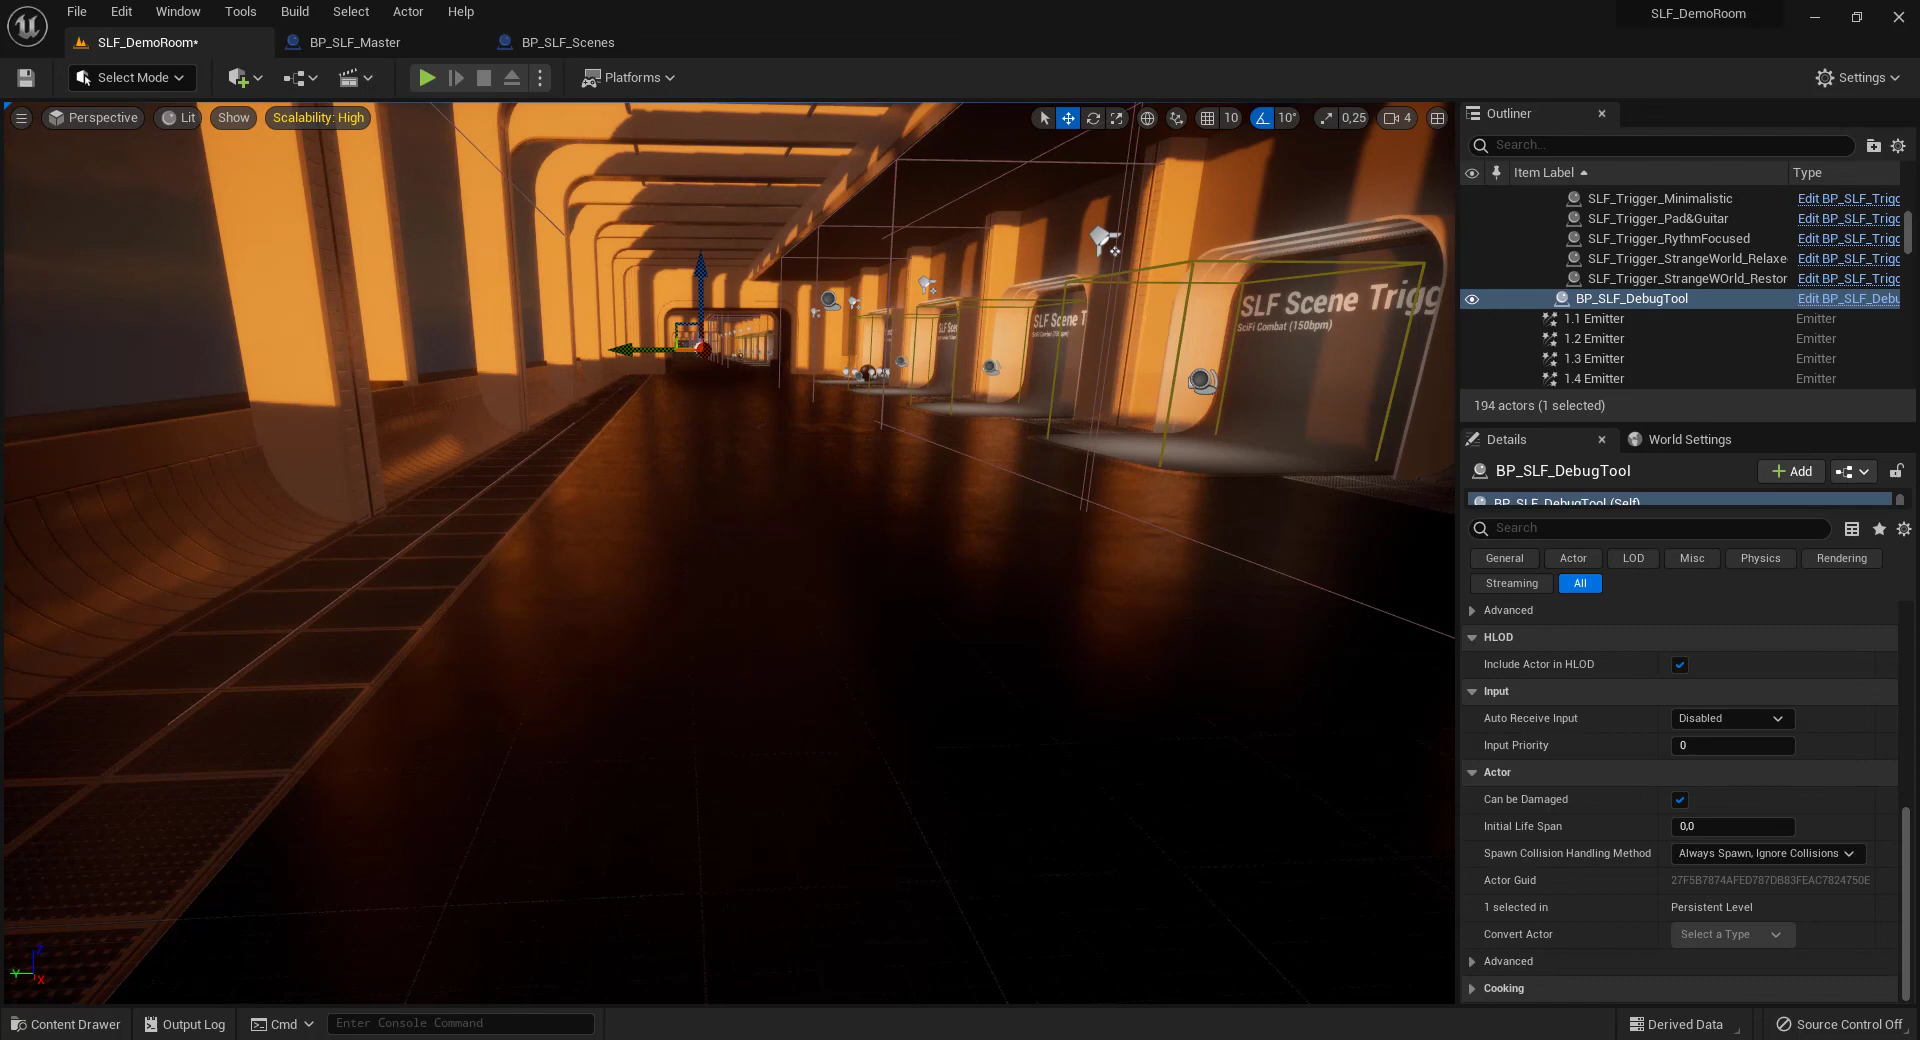 File Edit Window Tools Build Select Actor Help
SLF_DemoRoom
SLF_DemoRoom* BP_SLF_Master BP_SLF_Scenes
Select Mode Platforms Settings
Perspective Lit Show Scalability: High 10 10° 0,25 4
SLF Scene Trigg
SciFi Combat (150bpm)
SLF Scene T
SLF Scen
Z
Y
X
Outliner
Search...
Item Label Type
SLF_Trigger_Minimalistic Edit BP_SLF_Trigg
SLF_Trigger_Pad&Guitar Edit BP_SLF_Trigg
SLF_Trigger_RythmFocused Edit BP_SLF_Trigg
SLF_Trigger_StrangeWorld_Relaxe Edit BP_SLF_Trigg
SLF_Trigger_StrangeWOrld_Restor Edit BP_SLF_Trigg
BP_SLF_DebugTool Edit BP_SLF_Debu
1.1 Emitter Emitter
1.2 Emitter Emitter
1.3 Emitter Emitter
1.4 Emitter Emitter
194 actors (1 selected)
Details World Settings
BP_SLF_DebugTool Add
BP_SLF_DebugTool (Self)
Search
General Actor LOD Misc Physics Rendering
Streaming All
Advanced
HLOD
Include Actor in HLOD
Input
Auto Receive Input Disabled
Input Priority 0
Actor
Can be Damaged
Initial Life Span 0,0
Spawn Collision Handling Method Always Spawn, Ignore Collisions
Actor Guid 27F5B7874AFED787DB83FEAC7824750E
1 selected in Persistent Level
Convert Actor Select a Type
Advanced
Cooking
Content Drawer Output Log Cmd Enter Console Command Derived Data Source Control Off